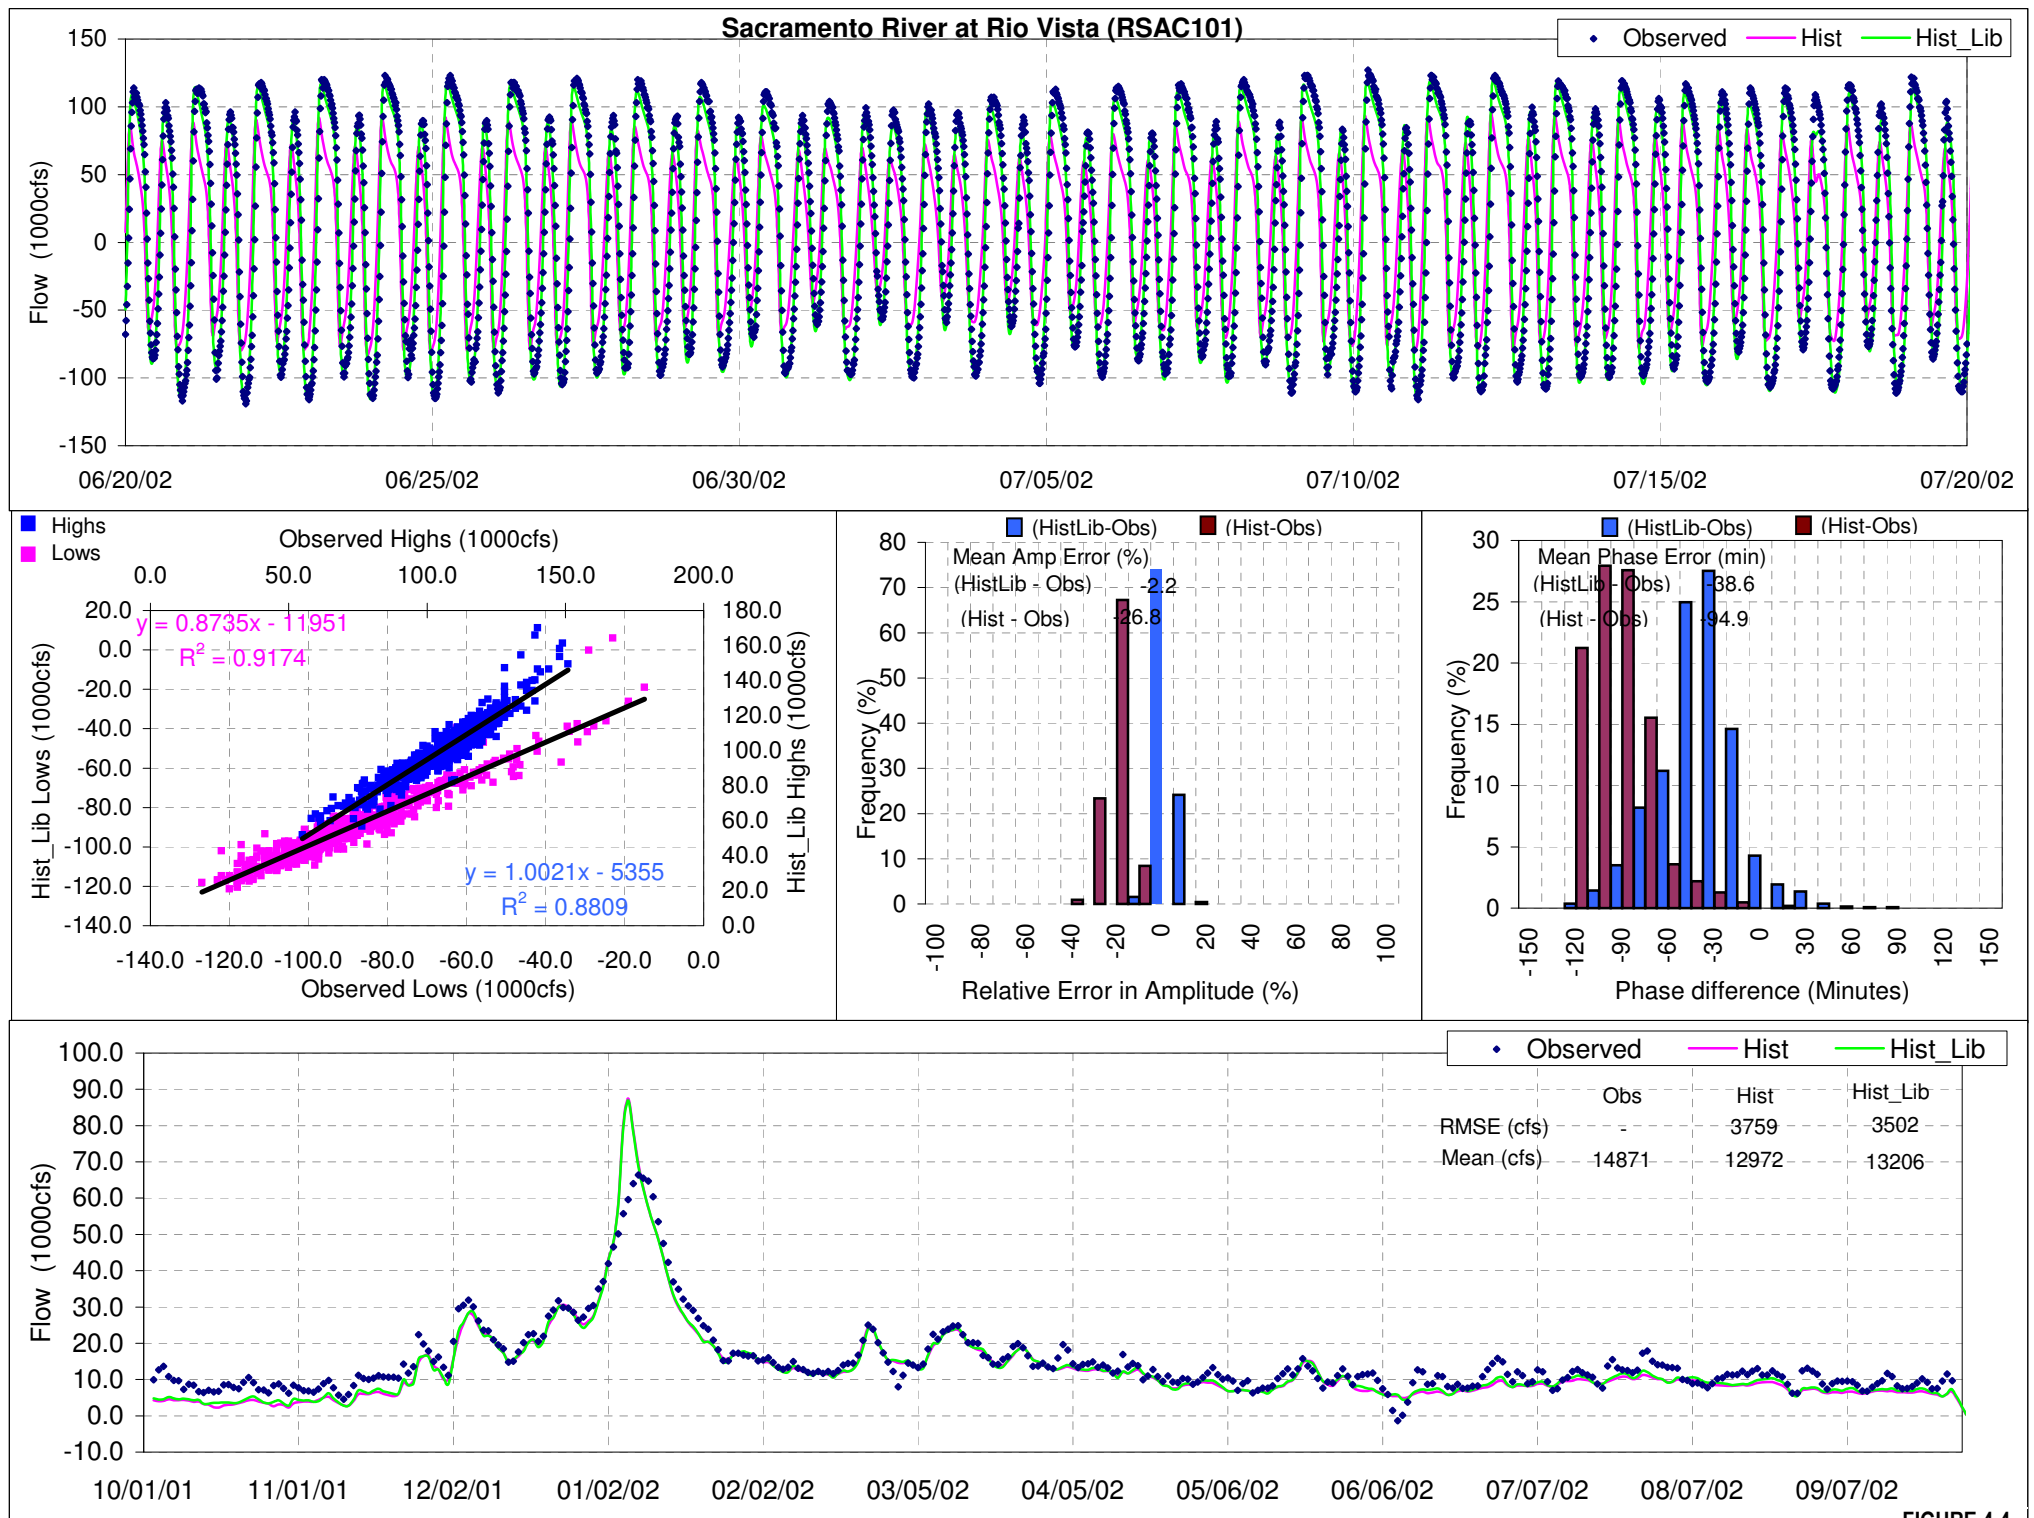 Sacramento River at Rio Vista (RSAC101)
Observed Hist Hist_Lib
Flow (1000cfs)
150
100
50
0
-50
-100
-150
06/20/02 06/25/02 06/30/02 07/05/02 07/10/02 07/15/02 07/20/02
Highs
Lows
Observed Highs (1000cfs)
0.0 50.0 100.0 150.0 200.0
y = 0.8735x - 11951
R2 = 0.9174
Hist_Lib Lows (1000cfs)
20.0
0.0
-20.0
-40.0
-60.0
-80.0
-100.0
-120.0
-140.0
180.0
160.0
140.0
120.0
100.0
80.0
60.0
40.0
20.0
0.0
Hist_Lib Highs (1000cfs)
y = 1.0021x - 5355
R2 = 0.8809
-140.0 -120.0 -100.0 -80.0 -60.0 -40.0 -20.0 0.0
Observed Lows (1000cfs)
(HistLib-Obs) (Hist-Obs)
Mean Amp Error (%)
(HistLib - Obs) -2.2
(Hist - Obs) -26.8
Frequency (%)
80
70
60
50
40
30
20
10
0
-100 -80 -60 -40 -20 0 20 40 60 80 100
Relative Error in Amplitude (%)
(HistLib-Obs) (Hist-Obs)
Mean Phase Error (min)
(HistLib - Obs) -38.6
(Hist - Obs) -94.9
Frequency (%)
30
25
20
15
10
5
0
-150 -120 -90 -60 -30 0 30 60 90 120 150
Phase difference (Minutes)
Observed Hist Hist_Lib
Obs Hist Hist_Lib
RMSE (cfs) - 3759 3502
Mean (cfs) 14871 12972 13206
Flow (1000cfs)
100.0
90.0
80.0
70.0
60.0
50.0
40.0
30.0
20.0
10.0
0.0
-10.0
10/01/01 11/01/01 12/02/01 01/02/02 02/02/02 03/05/02 04/05/02 05/06/02 06/06/02 07/07/02 08/07/02 09/07/02
FIGURE 4.4